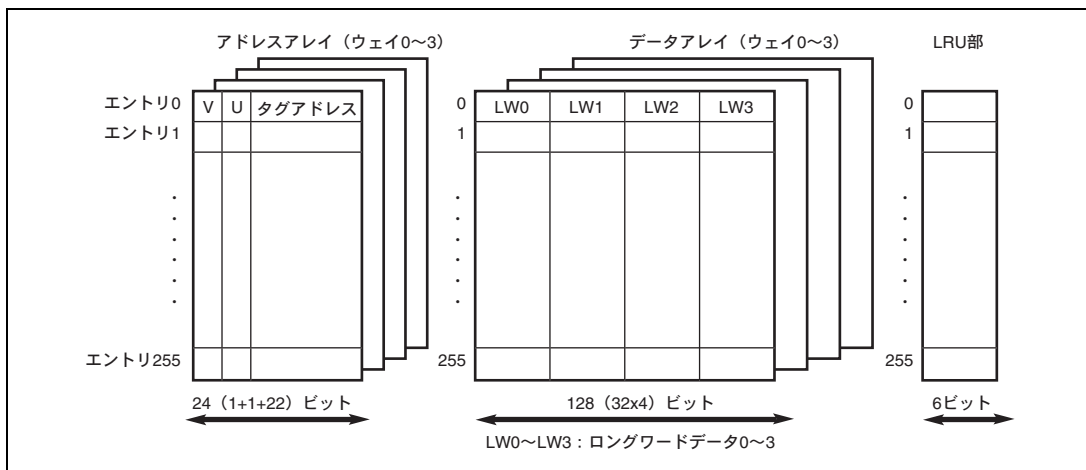 アドレスアレイ（ウェイ0～3）
データアレイ（ウェイ0～3）
LRU部
エントリ0 V U タグアドレス
0 LW0 LW1 LW2 LW3
0
エントリ1
1
1
エントリ255
255
255
24（1+1+22）ビット
128（32x4）ビット
6ビット
LW0～LW3：ロングワードデータ0～3